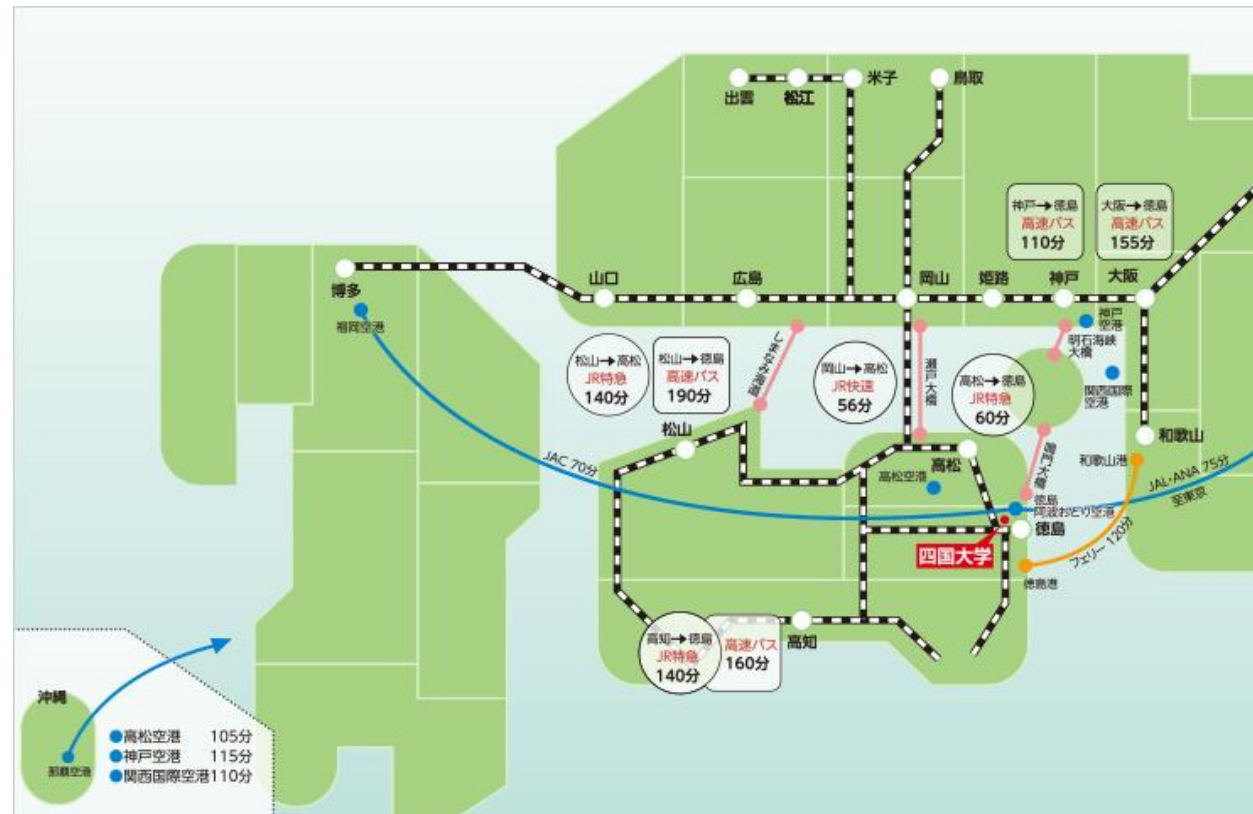 出雲
松江
米子
鳥取
神戸→徳島
高速バス
110分
大阪→徳島
高速バス
155分
博多
福岡空港
山口
広島
岡山
姫路
神戸
大阪
神戸
空港
明石海峡
大橋
関西国際
空港
松山→高松
JR特急
140分
松山→徳島
高速バス
190分
しまなみ海道
岡山→高松
JR快速
56分
瀬戸大橋
高松→徳島
JR特急
60分
松山
高松
高松空港
和歌山
和歌山港
JAC 70分
JAL・ANA 75分
至東京
徳島
阿波おどり空港
徳島
四国大学
フェリー 120分
徳島港
高知→徳島
JR特急
140分
高速バス
160分
高知
沖縄
那覇空港
高松空港 105分
神戸空港 115分
関西国際空港110分